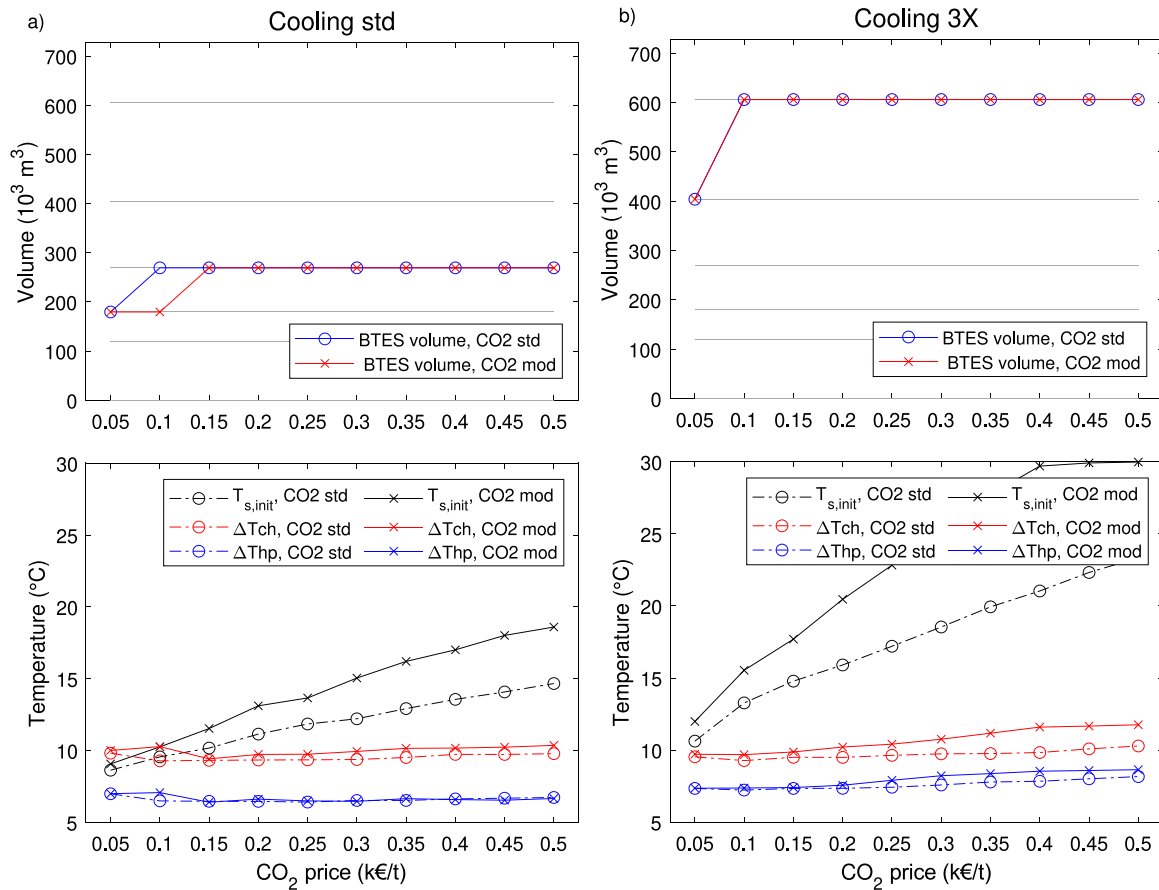 a)
Cooling std
700
600
500
400
300
200
100
0
Volume (10³ m³)
BTES volume, CO2 std
BTES volume, CO2 mod
0.05 0.1 0.15 0.2 0.25 0.3 0.35 0.4 0.45 0.5
b)
Cooling 3X
700
600
500
400
300
200
100
0
Volume (10³ m³)
BTES volume, CO2 std
BTES volume, CO2 mod
0.05 0.1 0.15 0.2 0.25 0.3 0.35 0.4 0.45 0.5
30
25
20
15
10
5
Temperature (°C)
T_s,init, CO2 std
ΔTch, CO2 std
ΔThp, CO2 std
T_s,init, CO2 mod
ΔTch, CO2 mod
ΔThp, CO2 mod
0.05 0.1 0.15 0.2 0.25 0.3 0.35 0.4 0.45 0.5
CO₂ price (k€/t)
30
25
20
15
10
5
Temperature (°C)
T_s,init, CO2 std
ΔTch, CO2 std
ΔThp, CO2 std
T_s,init, CO2 mod
ΔTch, CO2 mod
ΔThp, CO2 mod
0.05 0.1 0.15 0.2 0.25 0.3 0.35 0.4 0.45 0.5
CO₂ price (k€/t)